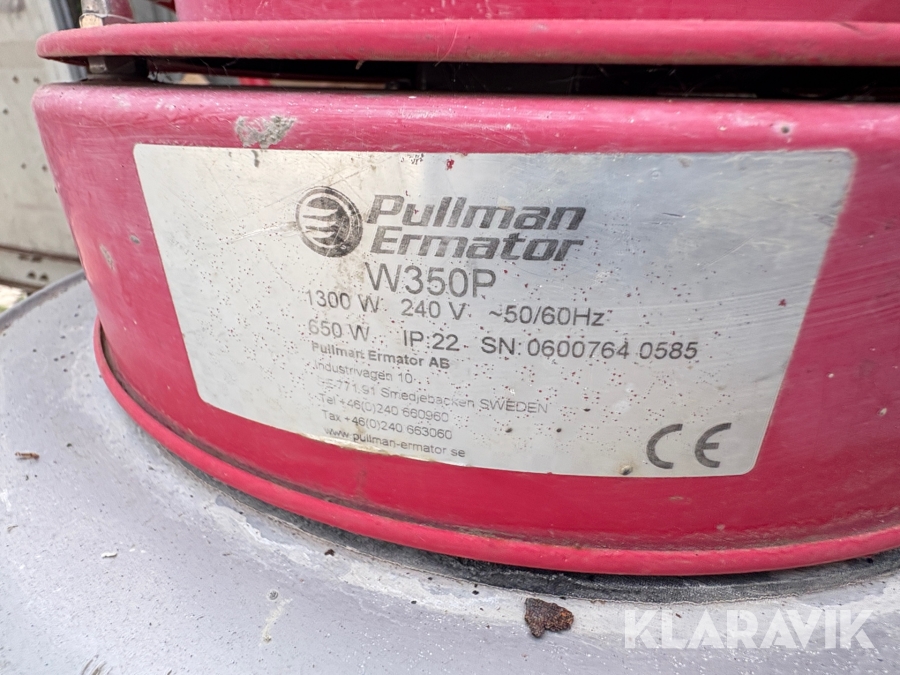 Pullman
Ermator
W350P
1300 W 240 V ~50/60Hz
650 W IP 22 SN: 0600764 0585
Pullman Ermator AB
Industrivägen 10
SE-771 91 Smedjebacken SWEDEN
Tel +46(0)240 660960
Fax +46(0)240 663060
www.pullman-ermator.se
CE
KLARAVIK